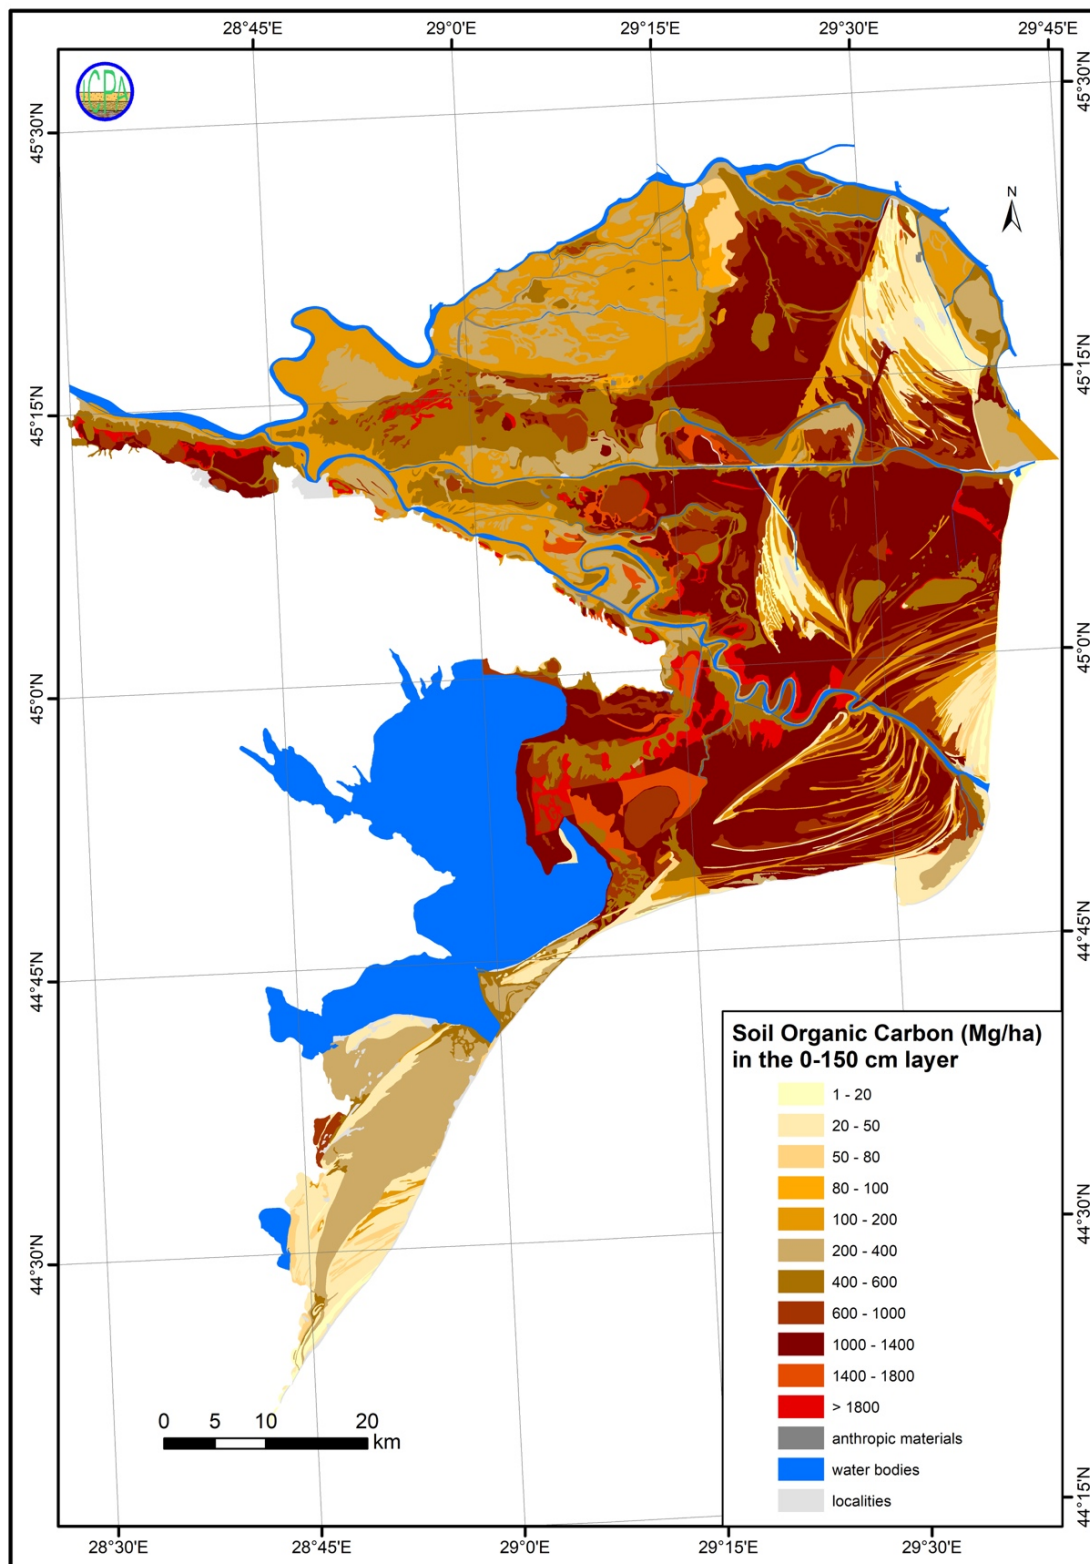 28°45'E 29°0'E 29°15'E 29°30'E 29°45'E
ICPA
45°30'N
45°30'N
N
45°15'N
45°15'N
45°0'N
45°0'N
44°45'N
44°45'N
Soil Organic Carbon (Mg/ha)
in the 0-150 cm layer
1 - 20
20 - 50
50 - 80
80 - 100
100 - 200
200 - 400
400 - 600
600 - 1000
1000 - 1400
1400 - 1800
> 1800
anthropic materials
water bodies
localities
44°30'N
44°30'N
0 5 10 20
km
44°15'N
28°30'E 28°45'E 29°0'E 29°15'E 29°30'E